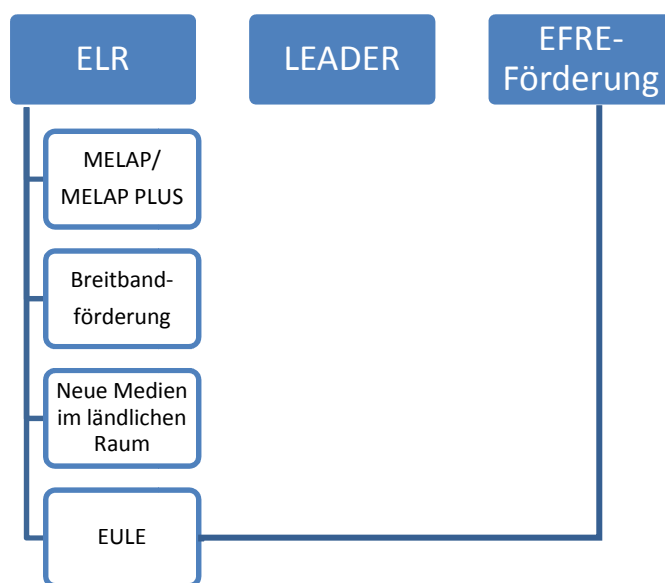 ELR
LEADER
EFRE-
Förderung
MELAP/
MELAP PLUS
Breitband-
förderung
Neue Medien
im ländlichen
Raum
EULE